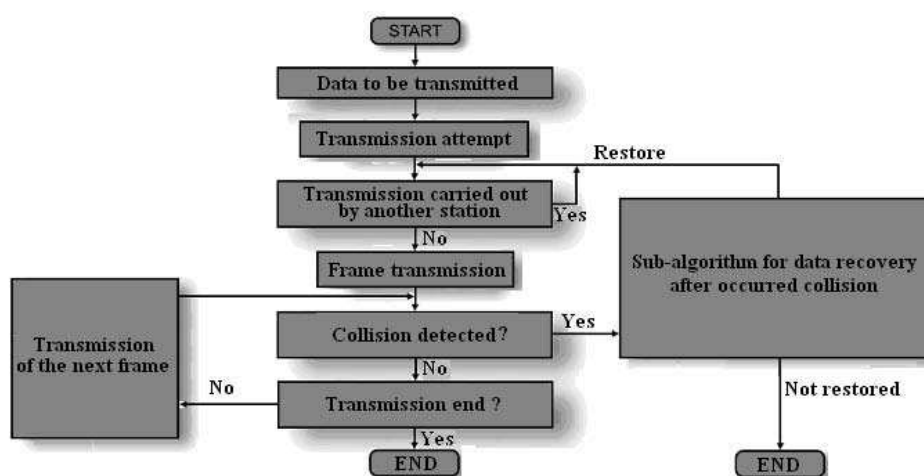 START
Data to be transmitted
Transmission attempt
Restore
Transmission carried out
by another station
Yes
No
Frame transmission
Sub-algorithm for data recovery
after occurred collision
Collision detected ?
Yes
Transmission
of the next frame
No
No
Transmission end ?
Not restored
Yes
END
END